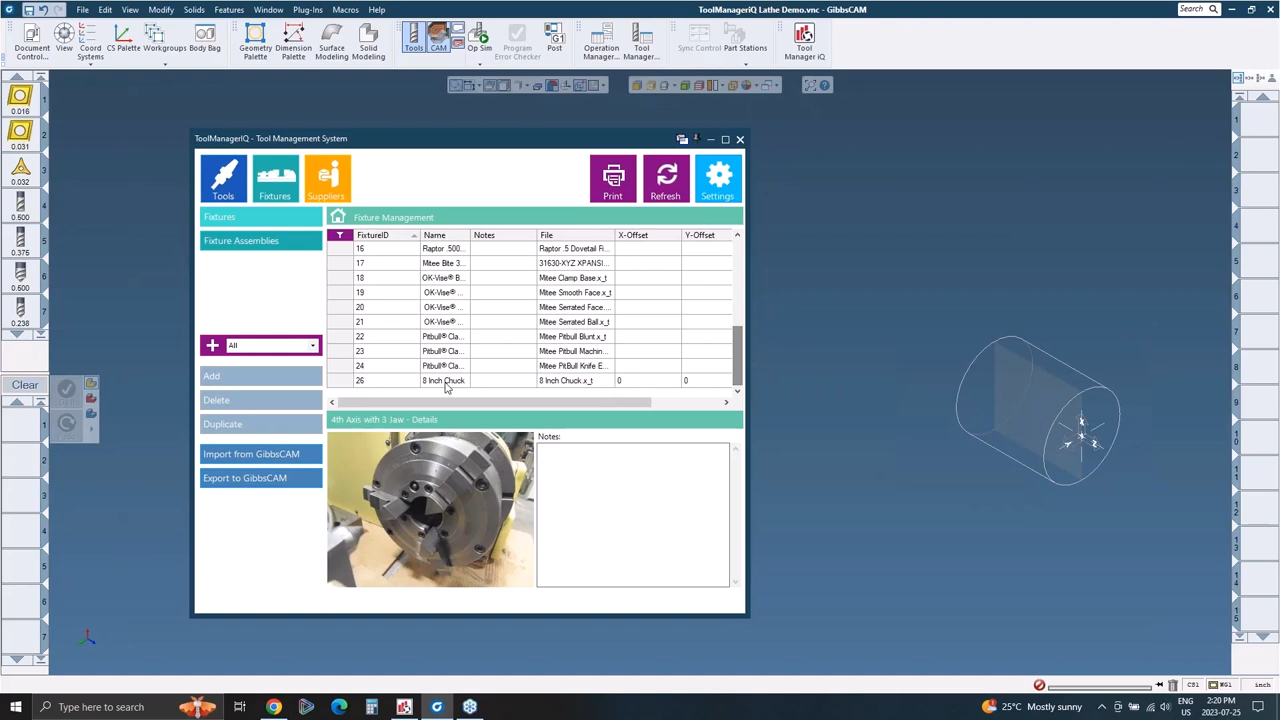 File Edit View Modify Solids Features Window Plug-Ins Macros Help
ToolManageriQ Lathe Demo.vnc - GibbsCAM
Search
Document Control...
View
Coord Systems
CS Palette
Workgroups
Body Bag
Geometry Palette
Dimension Palette
Surface Modeling
Solid Modeling
Tools
CAM
Op Sim
Program Error Checker
Post
Operation Manager...
Tool Manager...
Sync Control
Part Stations
Tool Manager iQ
0.016
0.031
0.032
0.500
0.375
0.500
0.238
Clear
ToolManagerIQ - Tool Management System
Tools
Fixtures
Suppliers
Print
Refresh
Settings
Fixtures
Fixture Assemblies
All
Add
Delete
Duplicate
Import from GibbsCAM
Export to GibbsCAM
Fixture Management
FixtureID Name Notes File X-Offset Y-Offset
16 Raptor .500... Raptor .5 Dovetail Fi...
17 Mitee Bite 3... 31630-XYZ XPANSI...
18 OK-Vise® B... Mitee Clamp Base.x_t
19 OK-Vise® ... Mitee Smooth Face.x_t
20 OK-Vise® ... Mitee Serrated Face....
21 OK-Vise® ... Mitee Serrated Ball.x_t
22 Pitbull® Cla... Mitee Pitbull Blunt.x_t
23 Pitbull® Cla... Mitee Pitbull Machin...
24 Pitbull® Cla... Mitee PitBull Knife E...
26 8 Inch Chuck 8 Inch Chuck.x_t 0 0
4th Axis with 3 Jaw - Details
Notes:
CS1 WG1 inch
Type here to search
25°C Mostly sunny
ENG
US
2:20 PM
2023-07-25